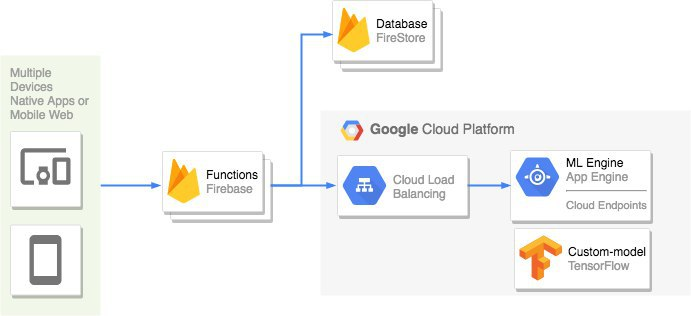 Database
FireStore
Multiple
Devices
Native Apps or
Mobile Web
Google Cloud Platform
Functions
Firebase
Cloud Load
Balancing
ML Engine
App Engine
Cloud Endpoints
Custom-model
TensorFlow